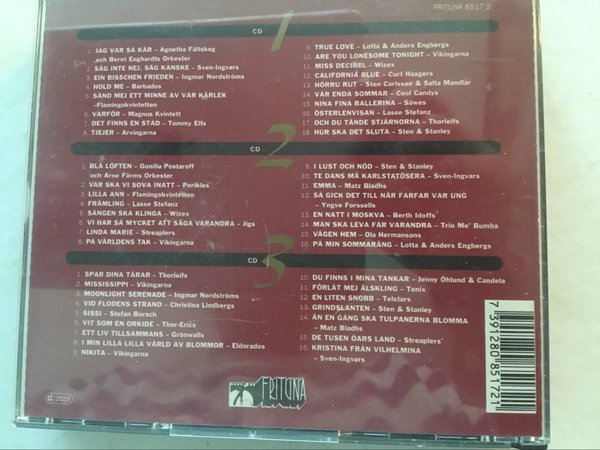 FRITUNA 8517 2
CD 1
1. JAG VAR SÅ KÄR – Agnetha Fältskog
och Bernt Enghardts Orkester
2. SÄG INTE NEJ, SÄG KANSKE – Sven-Ingvars
3. EIN BISSCHEN FRIEDEN – Ingmar Nordströms
4. HOLD ME – Barbados
5. SÄND MEJ ETT MINNE AV VÅR KÄRLEK
–Flamingokvintetten
6. VARFÖR – Magnus Kvintett
7. DET FINNS EN STAD – Tommy Elfs
8. TJEJER – Arvingarna
9. TRUE LOVE – Lotta & Anders Engbergs
10. ARE YOU LONESOME TONIGHT – Vikingarna
11. MISS DECIBEL – Wizex
12. CALIFORNIA BLUE – Curt Haagers
13. HÖRRU RUT – Sten Carlsson & Salta Mandlar
14. VAR ENDA SOMMAR – Cool Candys
15. NINA FINA BALLERINA – Säwes
16. ÖSTERLENVISAN – Lasse Stefanz
17. OCH DU TÄNDE STJÄRNORNA – Thorleifs
18. HUR SKA DET SLUTA – Sten & Stanley
CD 2
1. BLÅ LÖFTEN – Gunilla Postaroff
och Arne Färms Orkester
2. VAR SKA VI SOVA INATT – Perikles
3. LILLA ANN – Flamingokvintetten
4. FRÄMLING – Lasse Stefanz
5. SÅNGEN SKA KLINGA – Wizex
6. VI HAR SÅ MYCKET ATT SÄGA VARANDRA – Jigs
7. LINDA MARIE – Streaplers
8. PÅ VÄRLDENS TAK – Vikingarna
9. I LUST OCH NÖD – Sten & Stanley
10. TE DANS MÄ KARLSTATÖSERA – Sven-Ingvars
11. EMMA – Matz Bladhs
12. SÅ GICK DET TILL NÄR FARFAR VAR UNG
– Yngve Forssells
13. EN NATT I MOSKVA – Berth Idoffs
14. MAN SKA LEVA FÖR VARANDRA – Trio Me' Bumba
15. VÄGEN HEM – Ola Hermansons
16. PÅ MIN SOMMARÄNG – Lotta & Anders Engbergs
CD 3
1. SPAR DINA TÅRAR – Thorleifs
2. MISSISSIPPI – Vikingarna
3. MOONLIGHT SERENADE – Ingmar Nordströms
4. VID FLODENS STRAND – Christina Lindbergs
5. SISSI – Stefan Borsch
6. VIT SOM EN ORKIDÉ – Thor-Erics
7. ETT LIV TILLSAMMANS – Grönwalls
8. I MIN LILLA LILLA VÄRLD AV BLOMMOR – Eldorados
9. NIKITA – Vikingarna
10. DU FINNS I MINA TANKAR – Jenny Öhlund & Candela
11. FÖRLÅT MEJ ÄLSKLING – Tonix
12. EN LITEN SNOBB – Telstars
13. GRINDSLANTEN – Sten & Stanley
14. ÄN EN GÅNG SKA TULPANERNA BLOMMA
– Matz Bladhs
15. DE TUSEN ÖARS LAND – Streaplers
16. KRISTINA FRÅN VILHELMINA
– Sven-Ingvars
7 391280 851721
LC 2929
FRITUNA